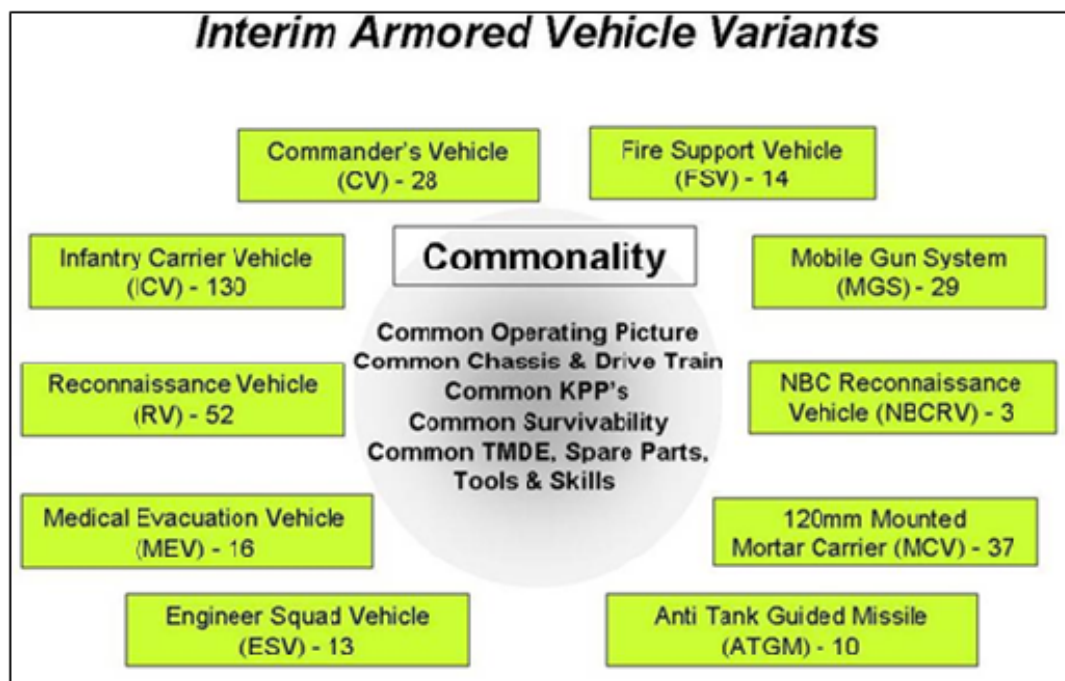 Interim Armored Vehicle Variants
Commander's Vehicle
(CV) - 28
Fire Support Vehicle
(FSV) - 14
Infantry Carrier Vehicle
(ICV) - 130
Commonality
Mobile Gun System
(MGS) - 29
Common Operating Picture
Common Chassis & Drive Train
Common KPP's
Common Survivability
Common TMDE, Spare Parts,
Tools & Skills
Reconnaissance Vehicle
(RV) - 52
NBC Reconnaissance
Vehicle (NBCRV) - 3
Medical Evacuation Vehicle
(MEV) - 16
120mm Mounted
Mortar Carrier (MCV) - 37
Engineer Squad Vehicle
(ESV) - 13
Anti Tank Guided Missile
(ATGM) - 10